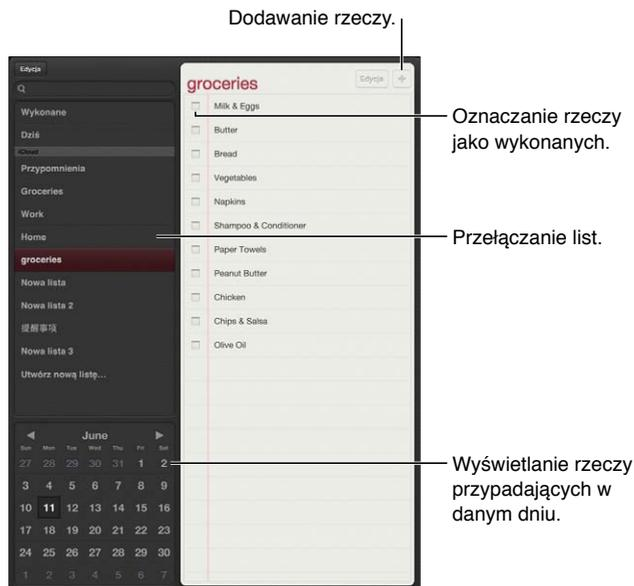 Dodawanie rzeczy.
Edycja
Wykonane
Dziś
iCloud
Przypomnienia
Groceries
Work
Home
groceries
Nowa lista
Nowa lista 2
提醒事项
Nowa lista 3
Utwórz nową listę...
June
Sun Mon Tue Wed Thu Fri Sat
27 28 29 30 31 1 2
3 4 5 6 7 8 9
10 11 12 13 14 15 16
17 18 19 20 21 22 23
24 25 26 27 28 29 30
1 2 3 4 5 6 7
groceries
Edycja +
Milk & Eggs
Butter
Bread
Vegetables
Napkins
Shampoo & Conditioner
Paper Towels
Peanut Butter
Chicken
Chips & Salsa
Olive Oil
Oznaczanie rzeczy
jako wykonanych.
Przełączanie list.
Wyświetlanie rzeczy
przypadających w
danym dniu.